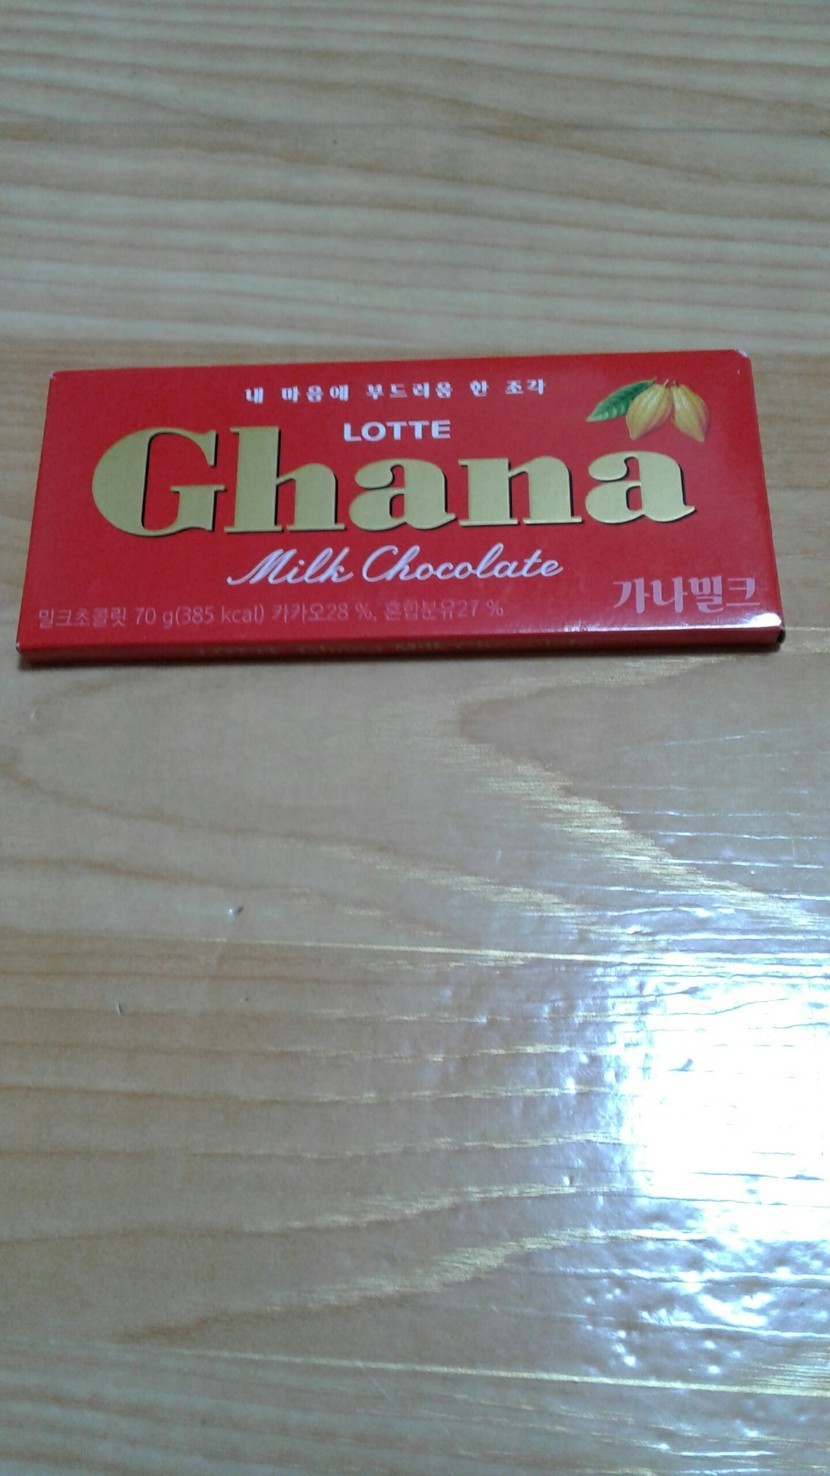 내 마음에 부드러움 한 조각
LOTTE
Ghana
Milk Chocolate
가나밀크
밀크초콜릿 70 g(385 kcal) 카카오28 %, 혼합분유27 %